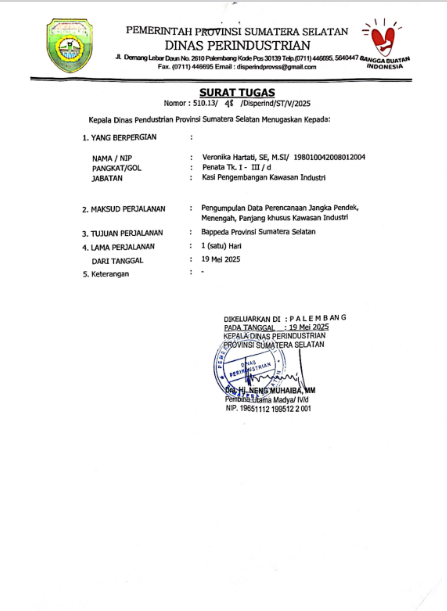 PEMERINTAH PROVINSI SUMATERA SELATAN
DINAS PERINDUSTRIAN
Jl. Demang Lebar Daun No. 2610 Palembang Kode Pos 30139 Telp.(0711) 446695, 5640447
Fax. (0711) 446695 Email : disperindprovss@gmail.com
BANGGA BUATAN
INDONESIA
SURAT TUGAS
Nomor : 510.13/ 48 /Disperind/ST/V/2025
Kepala Dinas Pendustrian Provinsi Sumatera Selatan Menugaskan Kepada:
1. YANG BERPERGIAN :
NAMA / NIP : Veronika Hartati, SE, M.SI/ 198010042008012004
PANGKAT/GOL : Penata Tk. I - III / d
JABATAN : Kasi Pengembangan Kawasan Industri
2. MAKSUD PERJALANAN : Pengumpulan Data Perencanaan Jangka Pendek,
Menengah, Panjang khusus Kawasan Industri
3. TUJUAN PERJALANAN : Bappeda Provinsi Sumatera Selatan
4. LAMA PERJALANAN : 1 (satu) Hari
DARI TANGGAL : 19 Mei 2025
5. Keterangan : -
DIKELUARKAN DI : P A L E M B A N G
PADA TANGGAL : 19 Mei 2025
KEPALA DINAS PERINDUSTRIAN
PROVINSI SUMATERA SELATAN
DINAS
PERINDUSTRIAN
Dra. Hj. NENG MUHAIBA, MM
Pembina Utama Madya/ IV/d
NIP. 19651112 199512 2 001